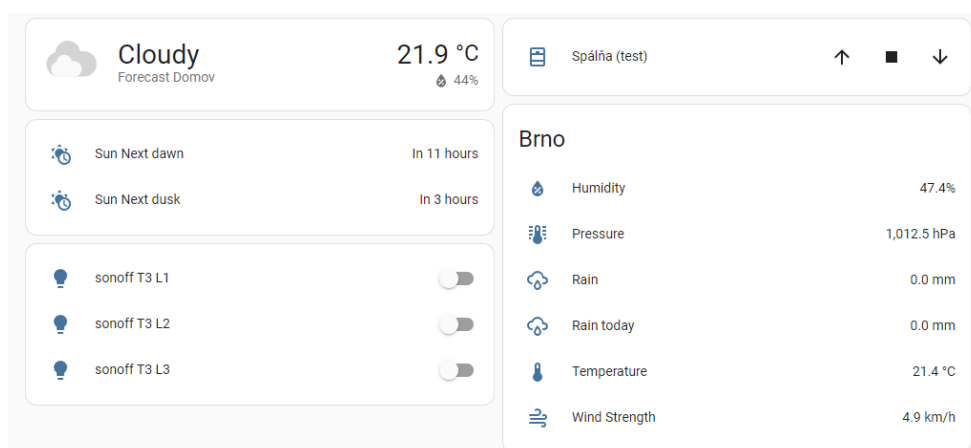 Cloudy
Forecast Domov
21.9 °C
44%
Sun Next dawn In 11 hours
Sun Next dusk In 3 hours
sonoff T3 L1
sonoff T3 L2
sonoff T3 L3
Spálňa (test)
Brno
Humidity 47.4%
Pressure 1,012.5 hPa
Rain 0.0 mm
Rain today 0.0 mm
Temperature 21.4 °C
Wind Strength 4.9 km/h